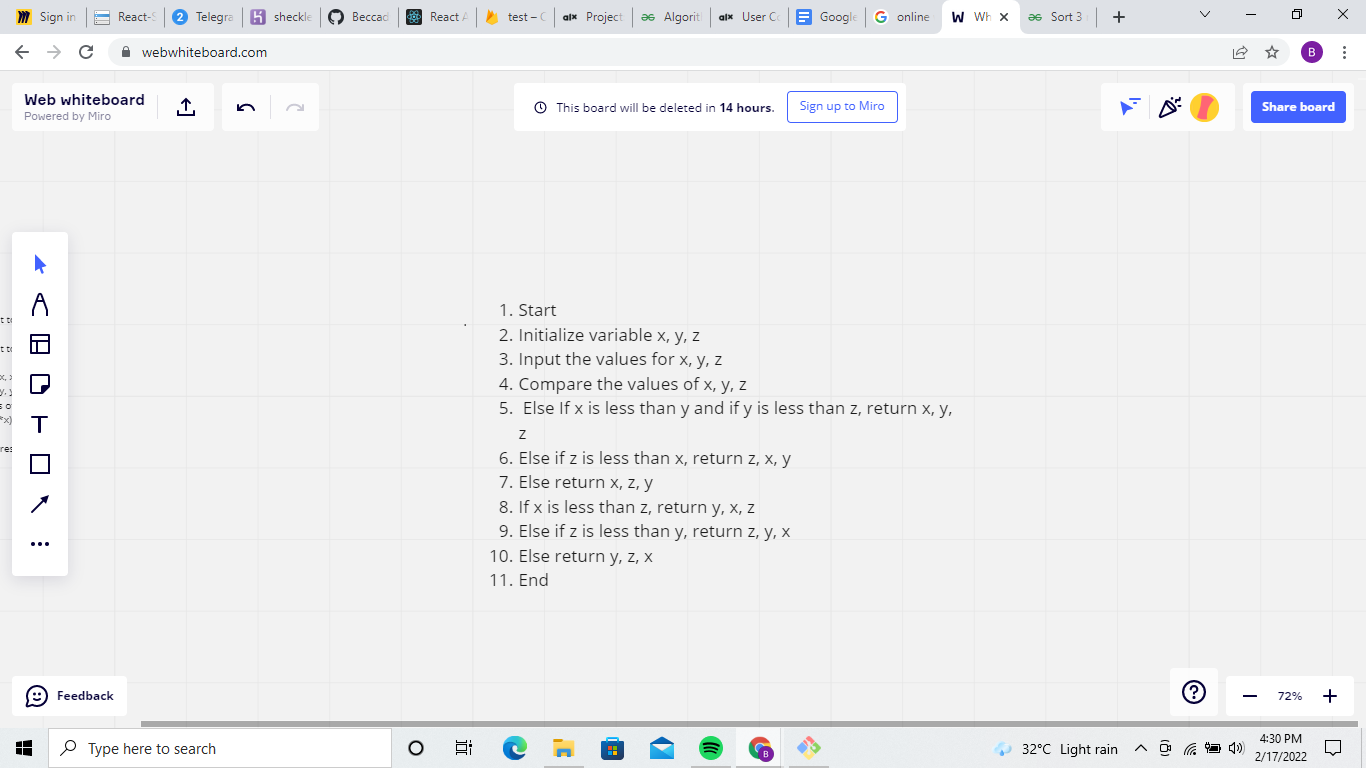 Sign in
React-S
Telegra
sheckle
Beccad
React A
test – C
Project
Algorit
User Co
Google
online
Wh
Sort 3
webwhiteboard.com
Web whiteboard
Powered by Miro
This board will be deleted in 14 hours.
Sign up to Miro
Share board
1. Start
2. Initialize variable x, y, z
3. Input the values for x, y, z
4. Compare the values of x, y, z
5. Else If x is less than y and if y is less than z, return x, y,
z
6. Else if z is less than x, return z, x, y
7. Else return x, z, y
8. If x is less than z, return y, x, z
9. Else if z is less than y, return z, y, x
10. Else return y, z, x
11. End
Feedback
72%
Type here to search
32°C Light rain
4:30 PM
2/17/2022